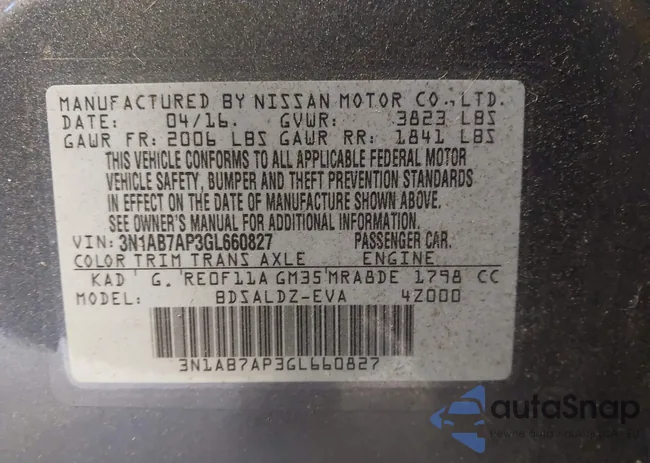 MANUFACTURED BY NISSAN MOTOR CO., LTD.
DATE: 04/16. GVWR: 3823 LBS
GAWR FR: 2006 LBS GAWR RR: 1841 LBS
THIS VEHICLE CONFORMS TO ALL APPLICABLE FEDERAL MOTOR
VEHICLE SAFETY, BUMPER AND THEFT PREVENTION STANDARDS
IN EFFECT ON THE DATE OF MANUFACTURE SHOWN ABOVE.
SEE OWNER'S MANUAL FOR ADDITIONAL INFORMATION.
VIN: 3N1AB7AP3GL660827 PASSENGER CAR.
COLOR TRIM TRANS AXLE ENGINE
KAD G. RE0F11A GM35 MRA8DE 1798 CC
MODEL: BDSALDZ-EVA 4Z000
3N1AB7AP3GL660827
autaSnap